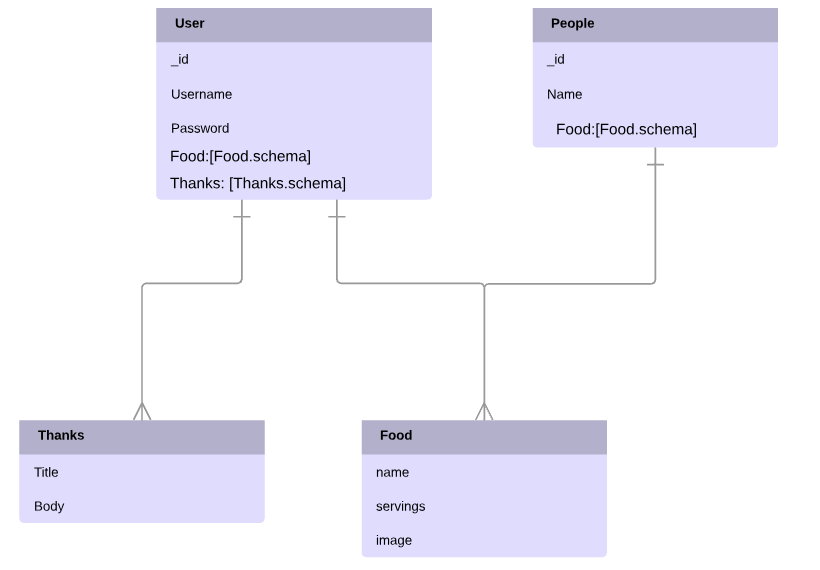 User
_id
Username
Password
Food:[Food.schema]
Thanks: [Thanks.schema]
People
_id
Name
Food:[Food.schema]
Thanks
Title
Body
Food
name
servings
image